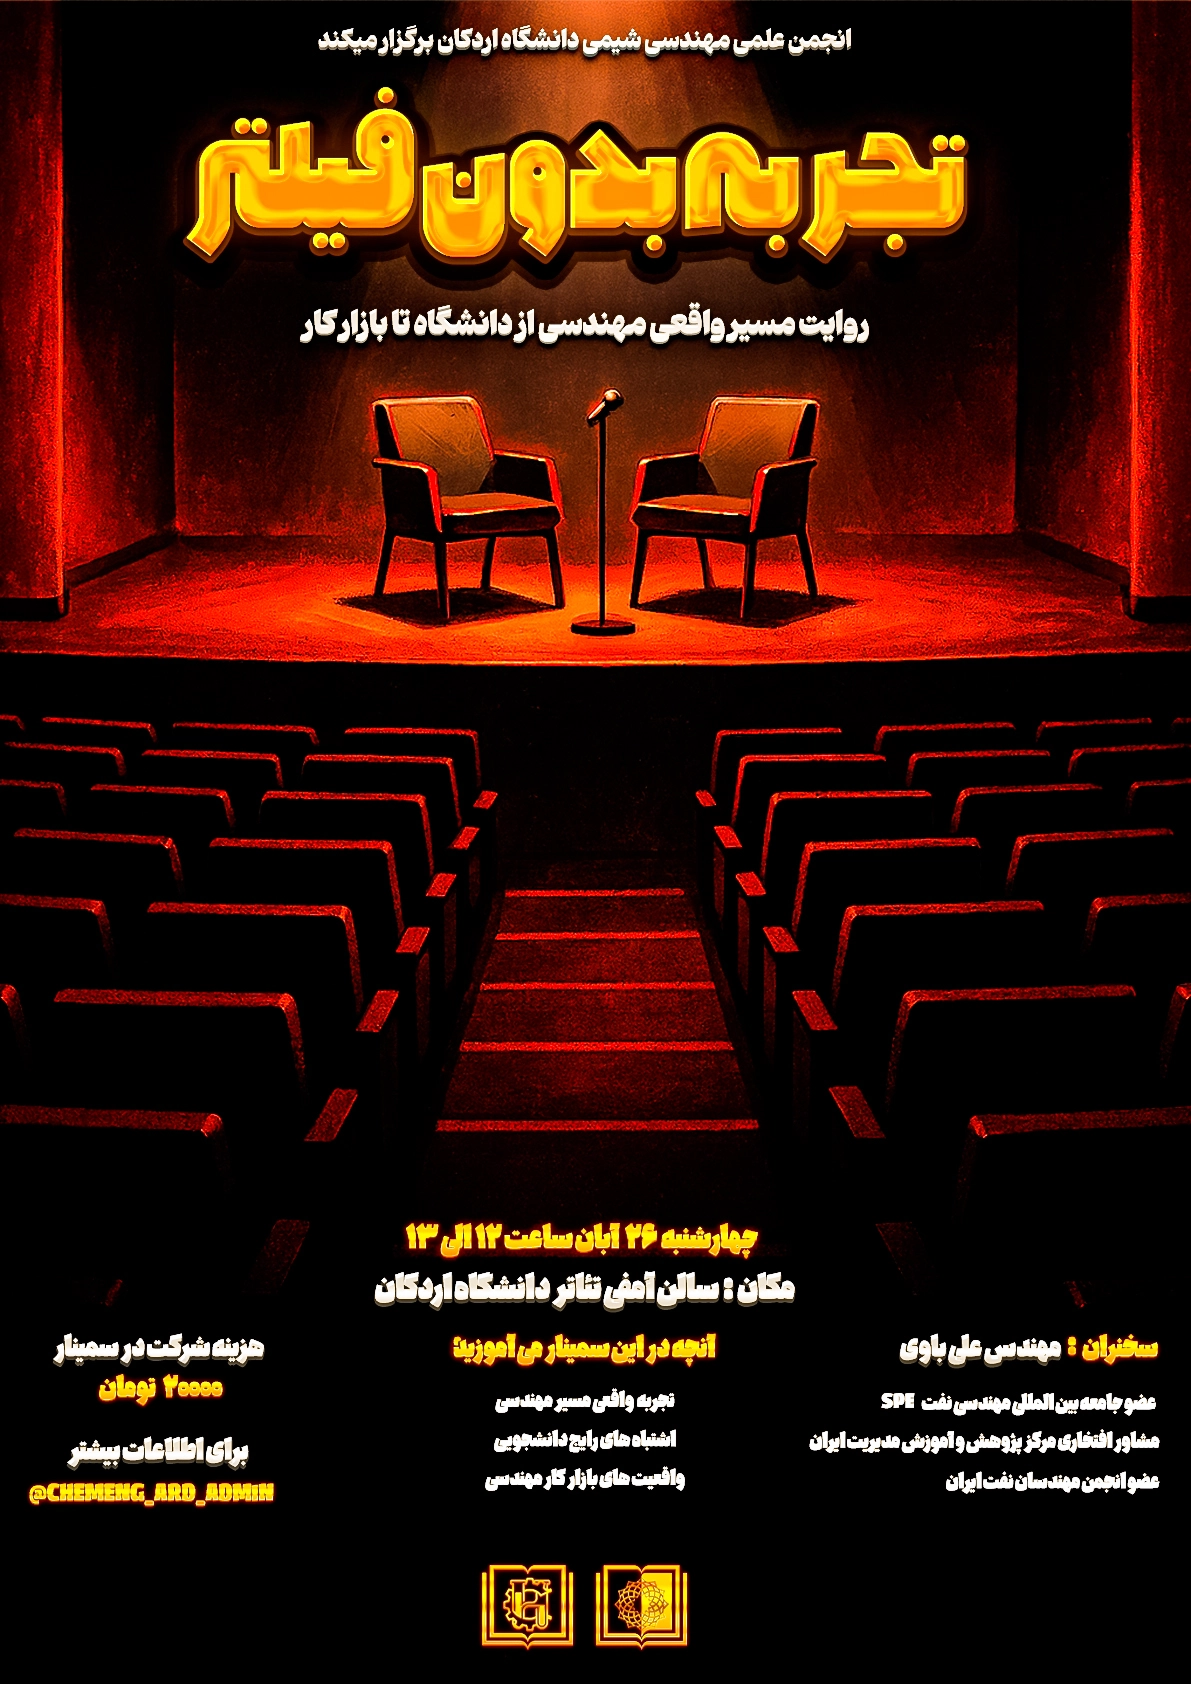 انجمن علمی مهندسی شیمی دانشگاه اردکان برگزار میکند
تجربه بدون فیلتر
روایت مسیر واقعی مهندسی از دانشگاه تا بازار کار
چهارشنبه ۲۶ آبان ساعت ۱۲ الی ۱۳
مکان : سالن آمفی تئاتر دانشگاه اردکان
سخنران : مهندس علی باوی
عضو جامعه بین المللی مهندسی نفت SPE
مشاور افتخاری مرکز پژوهش و آموزش مدیریت ایران
عضو انجمن مهندسان نفت ایران
آنچه در این سمینار می آموزید:
تجربه واقعی مسیر مهندسی
اشتباه های رایج دانشجویی
واقعیت های بازار کار مهندسی
هزینه شرکت در سمینار
۲۰۰۰۰ تومان
برای اطلاعات بیشتر
@CHEMENG_ARD_ADMIN